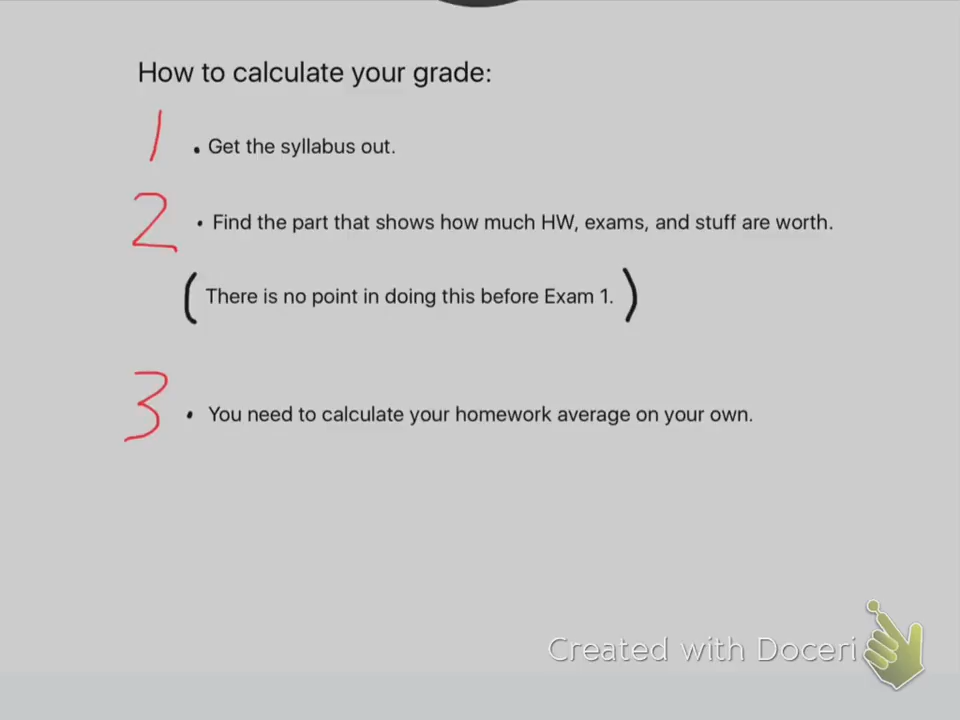 How to calculate your grade:
1 . Get the syllabus out.
2 • Find the part that shows how much HW, exams, and stuff are worth.
(There is no point in doing this before Exam 1.)
3 • You need to calculate your homework average on your own.
Created with Doceri